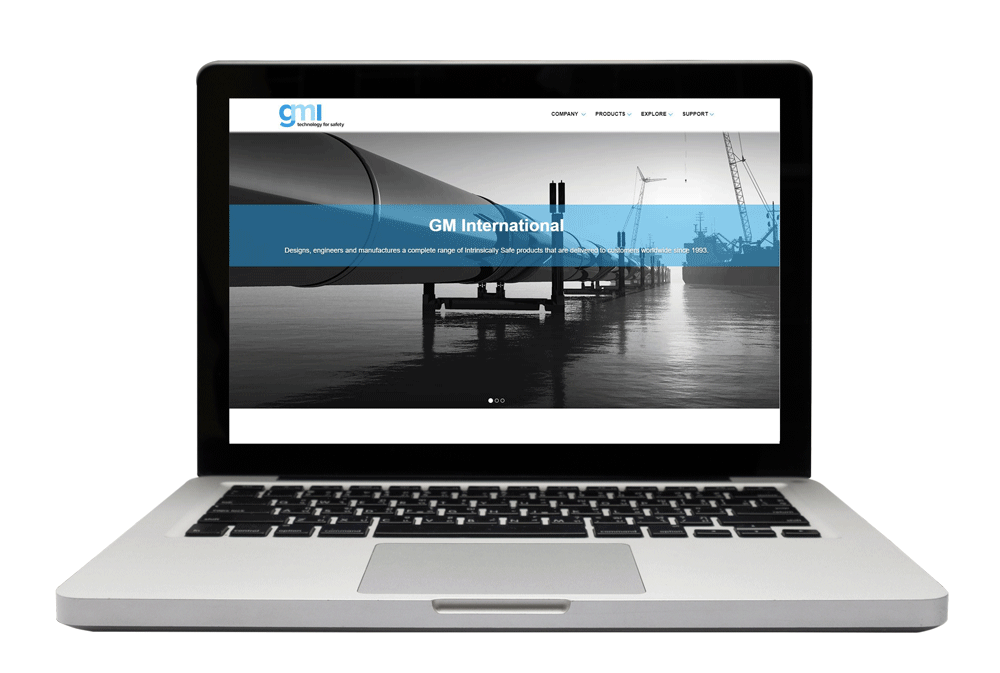 gmi
technology for safety
COMPANY PRODUCTS EXPLORE SUPPORT
GM International
Designs, engineers and manufactures a complete range of Intrinsically Safe products that are delivered to customers worldwide since 1993.